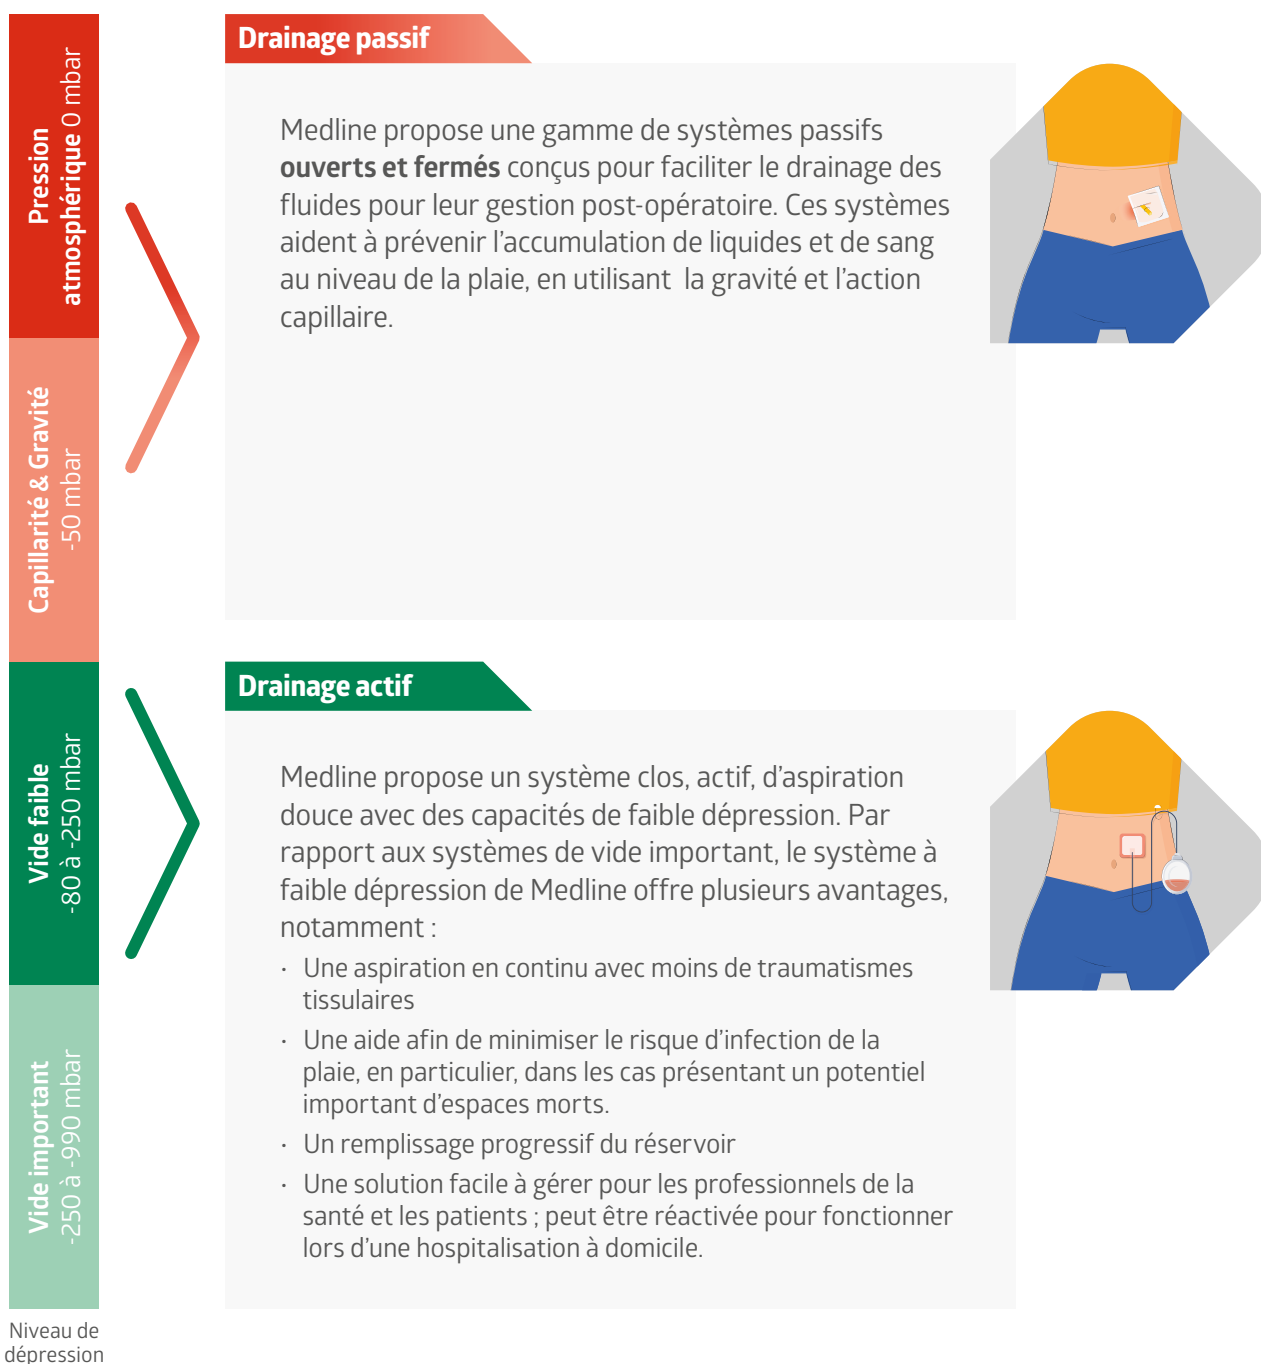 Pression
atmosphérique 0 mbar
Capillarité & Gravité
-50 mbar
Vide faible
-80 à -250 mbar
Vide important
-250 à -990 mbar
Niveau de
dépression
Drainage passif
Medline propose une gamme de systèmes passifs
ouverts et fermés conçus pour faciliter le drainage des
fluides pour leur gestion post-opératoire. Ces systèmes
aident à prévenir l’accumulation de liquides et de sang
au niveau de la plaie, en utilisant  la gravité et l’action
capillaire.
Drainage actif
Medline propose un système clos, actif, d'aspiration
douce avec des capacités de faible dépression. Par
rapport aux systèmes de vide important, le système à
faible dépression de Medline offre plusieurs avantages,
notamment :
· Une aspiration en continu avec moins de traumatismes
tissulaires
· Une aide afin de minimiser le risque d’infection de la
plaie, en particulier, dans les cas présentant un potentiel
important d’espaces morts.
· Un remplissage progressif du réservoir
· Une solution facile à gérer pour les professionnels de la
santé et les patients ; peut être réactivée pour fonctionner
lors d’une hospitalisation à domicile.